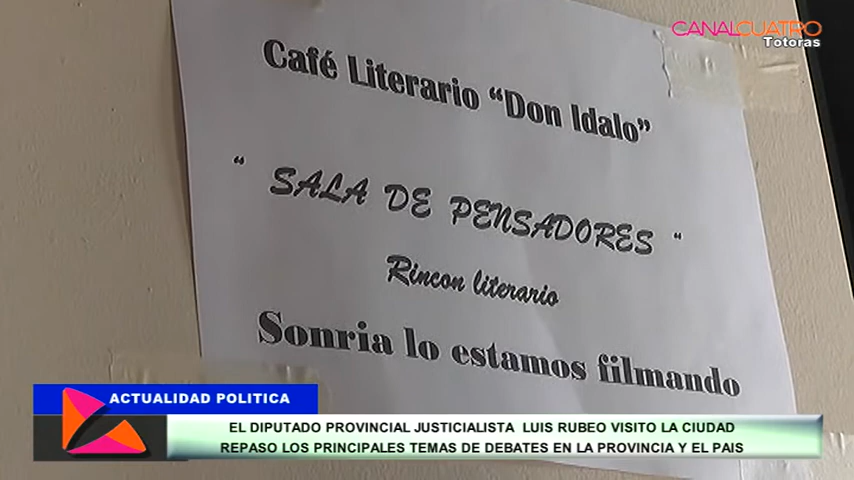 CANALCUATRO
Totoras
Café Literario "Don Idalo"
" SALA DE PENSADORES "
Rincon literario
Sonria lo estamos filmando
ACTUALIDAD POLITICA
EL DIPUTADO PROVINCIAL JUSTICIALISTA LUIS RUBEO VISITO LA CIUDAD
REPASO LOS PRINCIPALES TEMAS DE DEBATES EN LA PROVINCIA Y EL PAIS